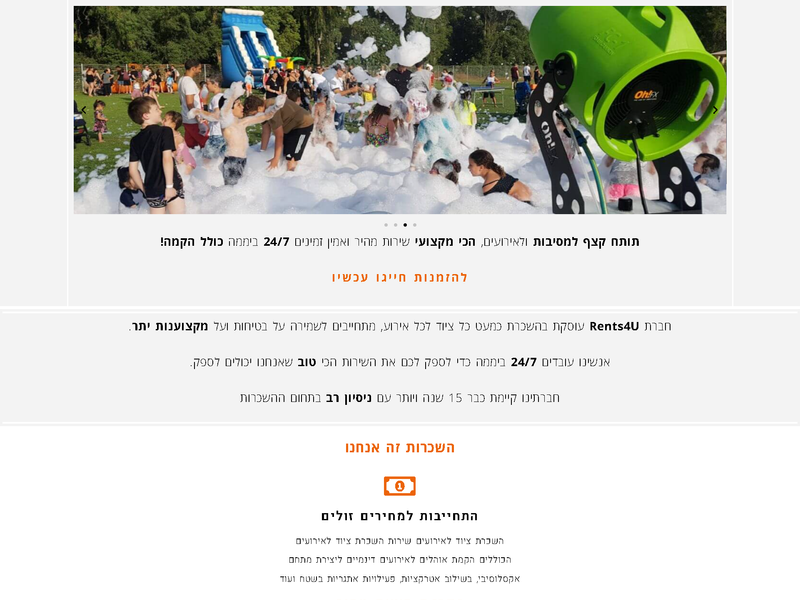 Oh!FX
Oh!
תותח קצף למסיבות ולאירועים, הכי מקצועי שירות מהיר ואמין זמינים 24/7 ביממה כולל הקמה!
להזמנות חייגו עכשיו
חברת Rents4U עוסקת בהשכרת כמעט כל ציוד לכל אירוע, מתחייבים לשמירה על בטיחות ועל מקצוענות יתר.
אנשינו עובדים 24/7 ביממה כדי לספק לכם את השירות הכי טוב שאנחנו יכולים לספק.
חברתינו קיימת כבר 15 שנה ויותר עם ניסיון רב בתחום ההשכרות
השכרות זה אנחנו
התחייבות למחירים זולים
השכרת ציוד לאירועים שירות השכרת ציוד לאירועים
הכוללים הקמת אוהלים לאירועים דינמיים ליצירת מתחם
אקסלוסיבי, בשילוב אטרקציות, פעילויות אתגריות בשטח ועוד